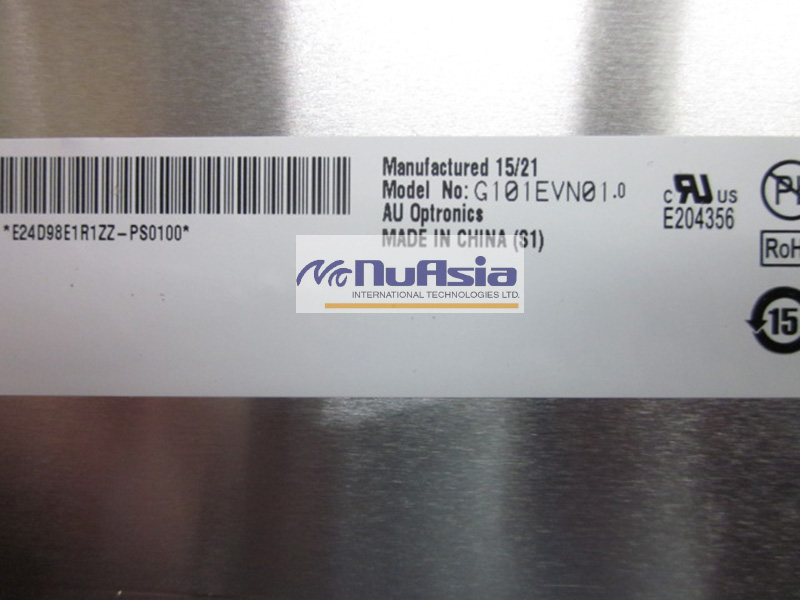 Manufactured 15/21
Model No: G101EVN01.0
AU Optronics
MADE IN CHINA (S1)
*E24D98E1R1ZZ-PS0100*
c RU US
E204356
15
NuAsia
INTERNATIONAL TECHNOLOGIES LTD.